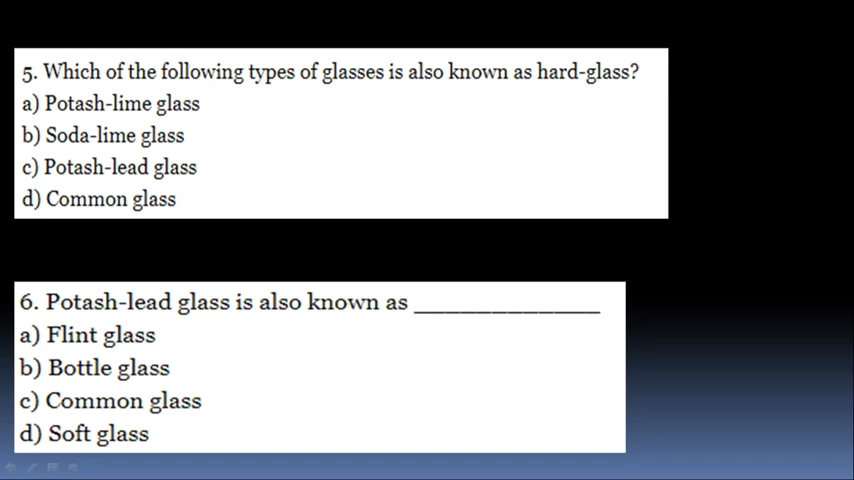 5. Which of the following types of glasses is also known as hard-glass?
a) Potash-lime glass
b) Soda-lime glass
c) Potash-lead glass
d) Common glass
6. Potash-lead glass is also known as _____________
a) Flint glass
b) Bottle glass
c) Common glass
d) Soft glass